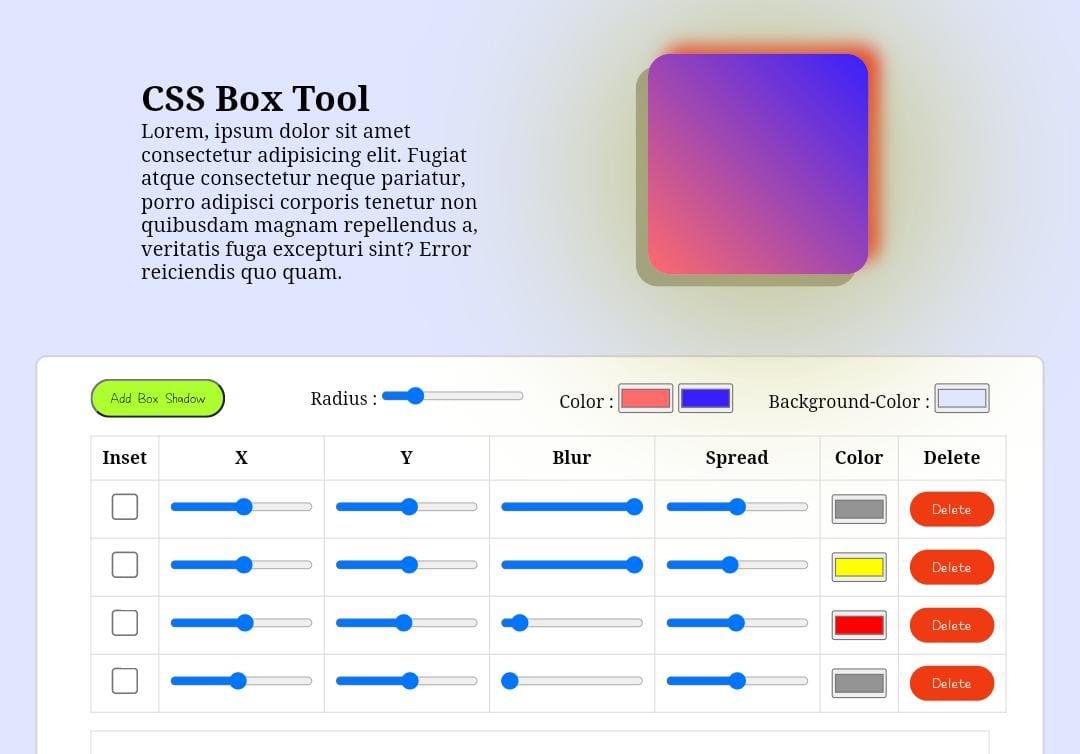 CSS Box Tool
Lorem, ipsum dolor sit amet
consectetur adipisicing elit. Fugiat
atque consectetur neque pariatur,
porro adipisci corporis tenetur non
quibusdam magnam repellendus a,
veritatis fuga excepturi sint? Error
reiciendis quo quam.
Add Box Shadow Radius : Color : Background-Color :
Inset X Y Blur Spread Color Delete
Delete
Delete
Delete
Delete